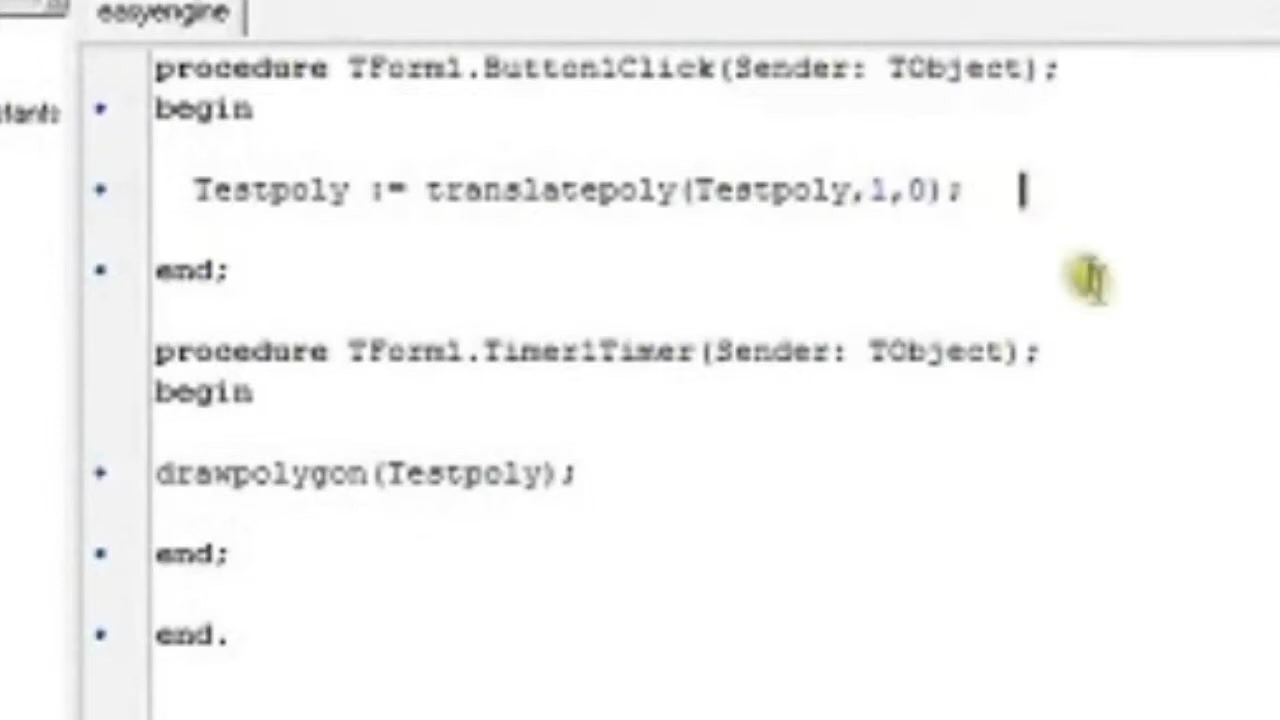 easyengine
procedure TForm1.Button1Click(Sender: TObject);
begin
Testpoly := translatepoly(Testpoly,1,0);
end;
procedure TForm1.Timer1Timer(Sender: TObject);
begin
drawpolygon(Testpoly);
end;
end.